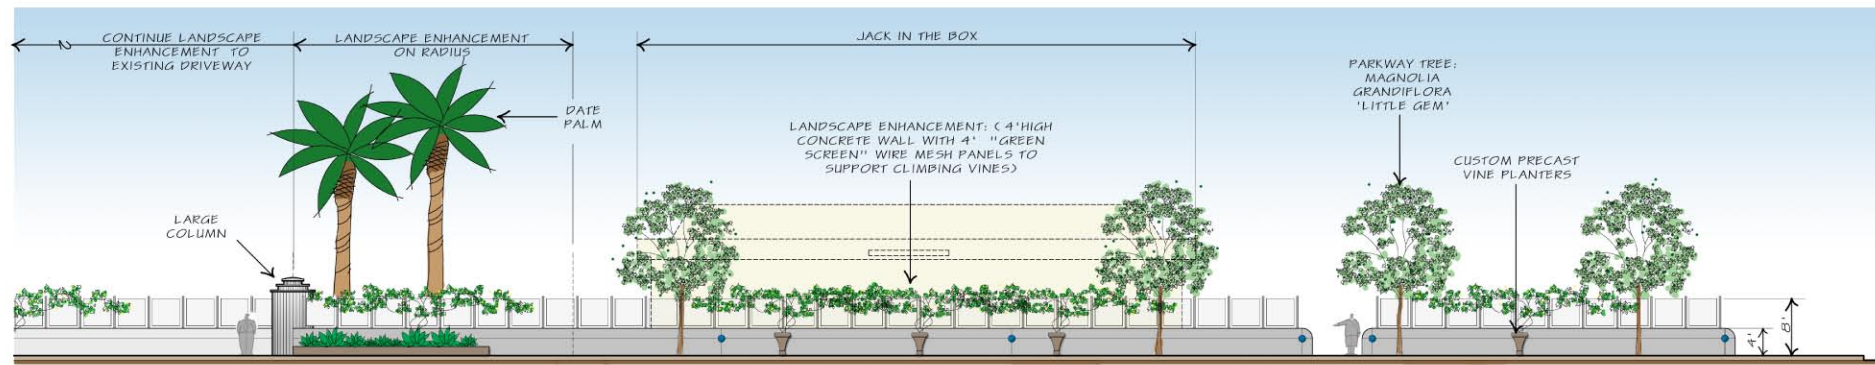 CONTINUE LANDSCAPE
ENHANCEMENT TO
EXISTING DRIVEWAY
LANDSCAPE ENHANCEMENT
ON RADIUS
JACK IN THE BOX
DATE
PALM
LARGE
COLUMN
LANDSCAPE ENHANCEMENT: ( 4'HIGH
CONCRETE WALL WITH 4' "GREEN
SCREEN" WIRE MESH PANELS TO
SUPPORT CLIMBING VINES)
PARKWAY TREE:
MAGNOLIA
GRANDIFLORA
'LITTLE GEM'
CUSTOM PRECAST
VINE PLANTERS
4'
8'